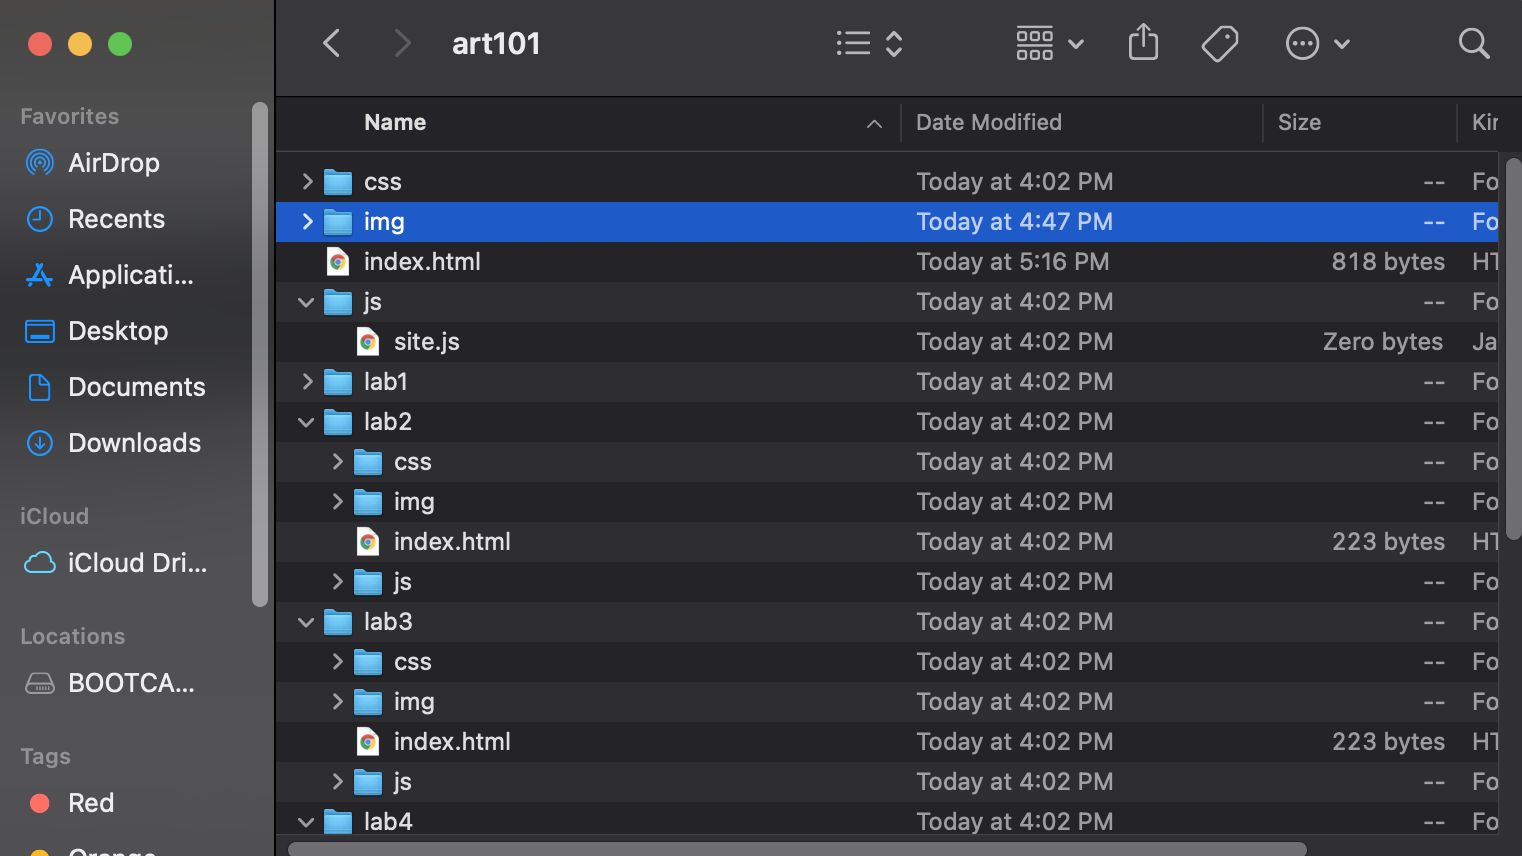 art101
Favorites
AirDrop
Recents
Applicati...
Desktop
Documents
Downloads
iCloud
iCloud Dri...
Locations
BOOTCA...
Tags
Red
Orange
Name Date Modified Size Kin
css Today at 4:02 PM -- Fo
img Today at 4:47 PM -- Fo
index.html Today at 5:16 PM 818 bytes HT
js Today at 4:02 PM -- Fo
site.js Today at 4:02 PM Zero bytes Ja
lab1 Today at 4:02 PM -- Fo
lab2 Today at 4:02 PM -- Fo
css Today at 4:02 PM -- Fo
img Today at 4:02 PM -- Fo
index.html Today at 4:02 PM 223 bytes HT
js Today at 4:02 PM -- Fo
lab3 Today at 4:02 PM -- Fo
css Today at 4:02 PM -- Fo
img Today at 4:02 PM -- Fo
index.html Today at 4:02 PM 223 bytes HT
js Today at 4:02 PM -- Fo
lab4 Today at 4:02 PM -- Fo